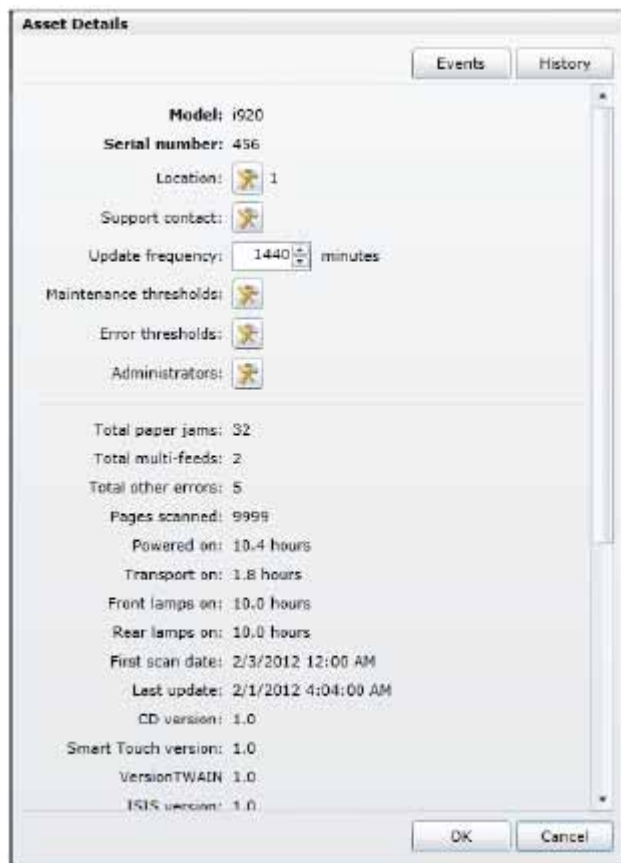 Asset Details
Events History
Model: i920
Serial number: 456
Location: 1
Support contact:
Update frequency: 1440 minutes
Maintenance thresholds:
Error thresholds:
Administrators:
Total paper jams: 32
Total multi-feeds: 2
Total other errors: 5
Pages scanned: 9999
Powered on: 10.4 hours
Transport on: 1.8 hours
Front lamps on: 10.0 hours
Rear lamps on: 10.0 hours
First scan date: 2/3/2012 12:00 AM
Last update: 2/1/2012 4:04:00 AM
CD version: 1.0
Smart Touch version: 1.0
VersionTWAIN 1.0
ISIS version: 1.0
OK Cancel